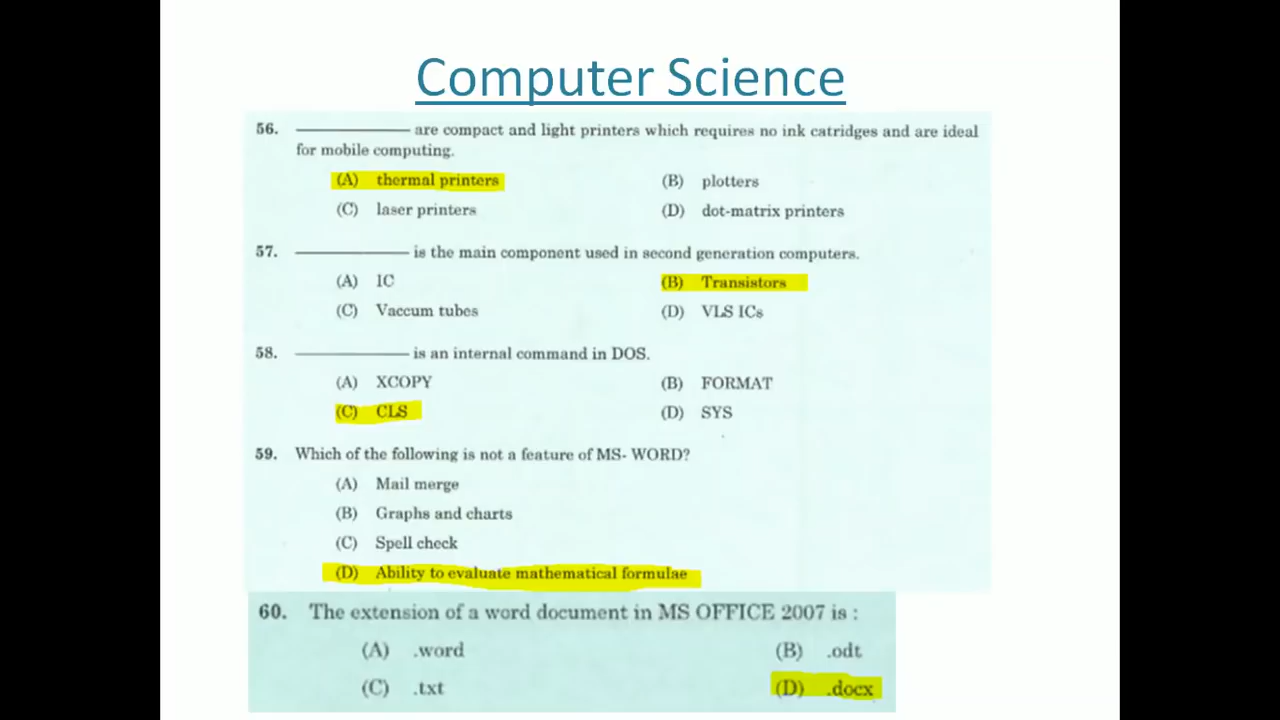 Computer Science
56. ________ are compact and light printers which requires no ink catridges and are ideal
for mobile computing.
(A) thermal printers (B) plotters
(C) laser printers (D) dot-matrix printers
57. ________ is the main component used in second generation computers.
(A) IC (B) Transistors
(C) Vaccum tubes (D) VLS ICs
58. ________ is an internal command in DOS.
(A) XCOPY (B) FORMAT
(C) CLS (D) SYS
59. Which of the following is not a feature of MS- WORD?
(A) Mail merge
(B) Graphs and charts
(C) Spell check
(D) Ability to evaluate mathematical formulae
60. The extension of a word document in MS OFFICE 2007 is :
(A) .word (B) .odt
(C) .txt (D) .docx